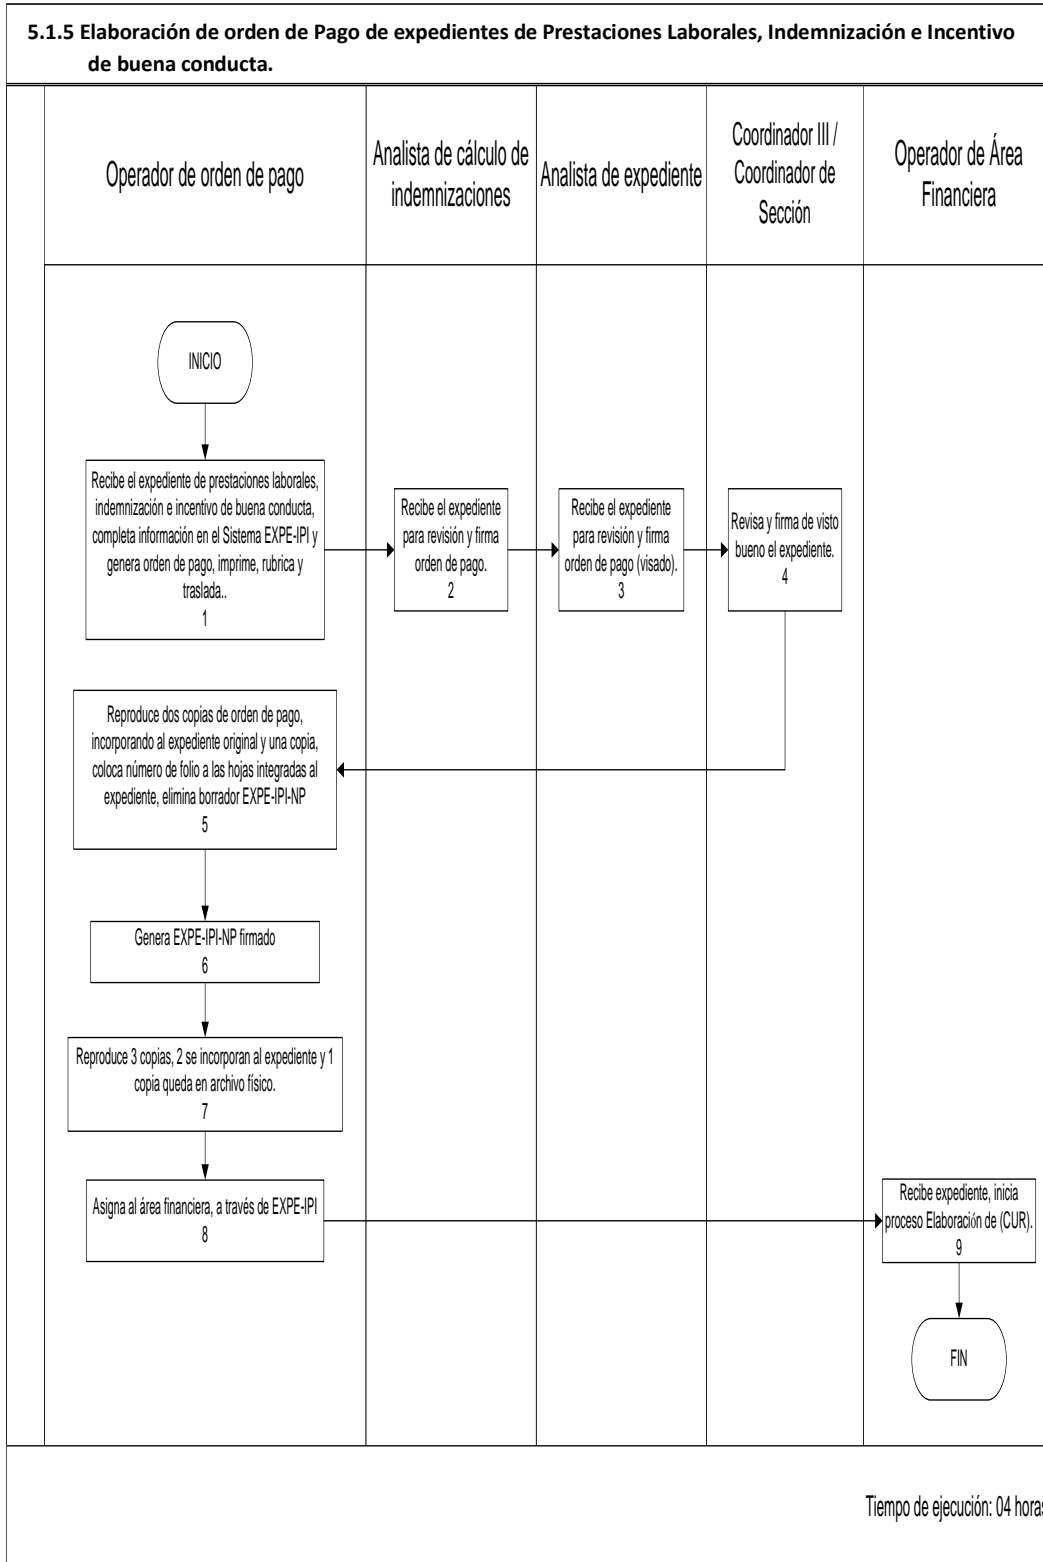 5.1.5 Elaboración de orden de Pago de expedientes de Prestaciones Laborales, Indemnización e Incentivo
de buena conducta.
Operador de orden de pago
Analista de cálculo de
indemnizaciones
Analista de expediente
Coordinador III /
Coordinador de
Sección
Operador de Área
Financiera
INICIO
Recibe el expediente de prestaciones laborales,
indemnización e incentivo de buena conducta,
completa información en el Sistema EXPE-IPI y
genera orden de pago, imprime, rubrica y
traslada..
1
Recibe el expediente
para revisión y firma
orden de pago.
2
Recibe el expediente
para revisión y firma
orden de pago (visado).
3
Revisa y firma de visto
bueno el expediente.
4
Reproduce dos copias de orden de pago,
incorporando al expediente original y una copia,
coloca número de folio a las hojas integradas al
expediente, elimina borrador EXPE-IPI-NP
5
Genera EXPE-IPI-NP firmado
6
Reproduce 3 copias, 2 se incorporan al expediente y 1
copia queda en archivo físico.
7
Asigna al área financiera, a través de EXPE-IPI
8
Recibe expediente, inicia
proceso Elaboración de (CUR).
9
FIN
Tiempo de ejecución: 04 horas